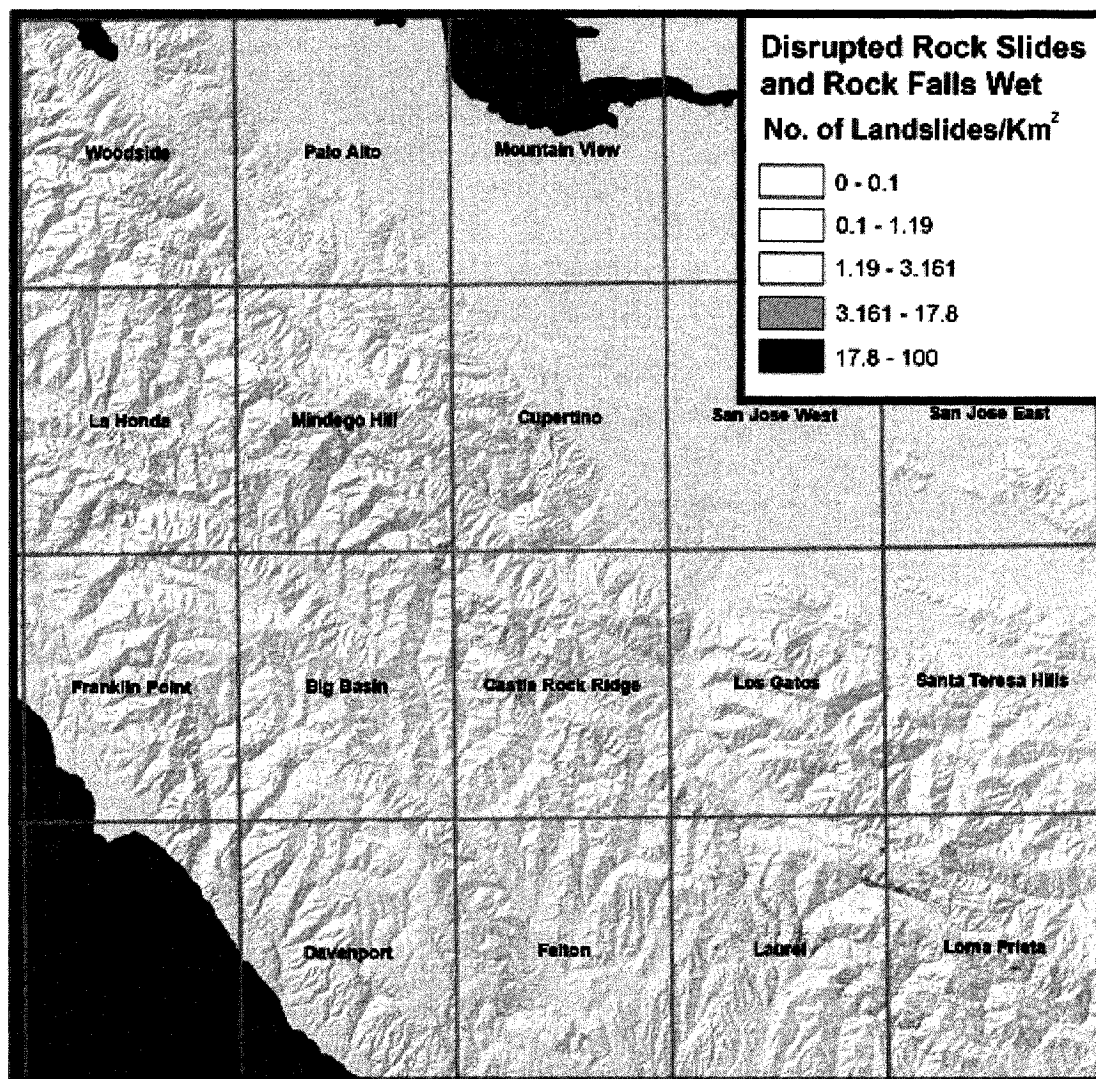 Disrupted Rock Slides
and Rock Falls Wet
No. of Landslides/Km²
0 - 0.1
0.1 - 1.19
1.19 - 3.161
3.161 - 17.8
17.8 - 100
Woodside
Palo Alto
Mountain View
La Honda
Mindego Hill
Cupertino
San Jose West
San Jose East
Franklin Point
Big Basin
Castle Rock Ridge
Los Gatos
Santa Teresa Hills
Davenport
Felton
Laurel
Loma Prieta